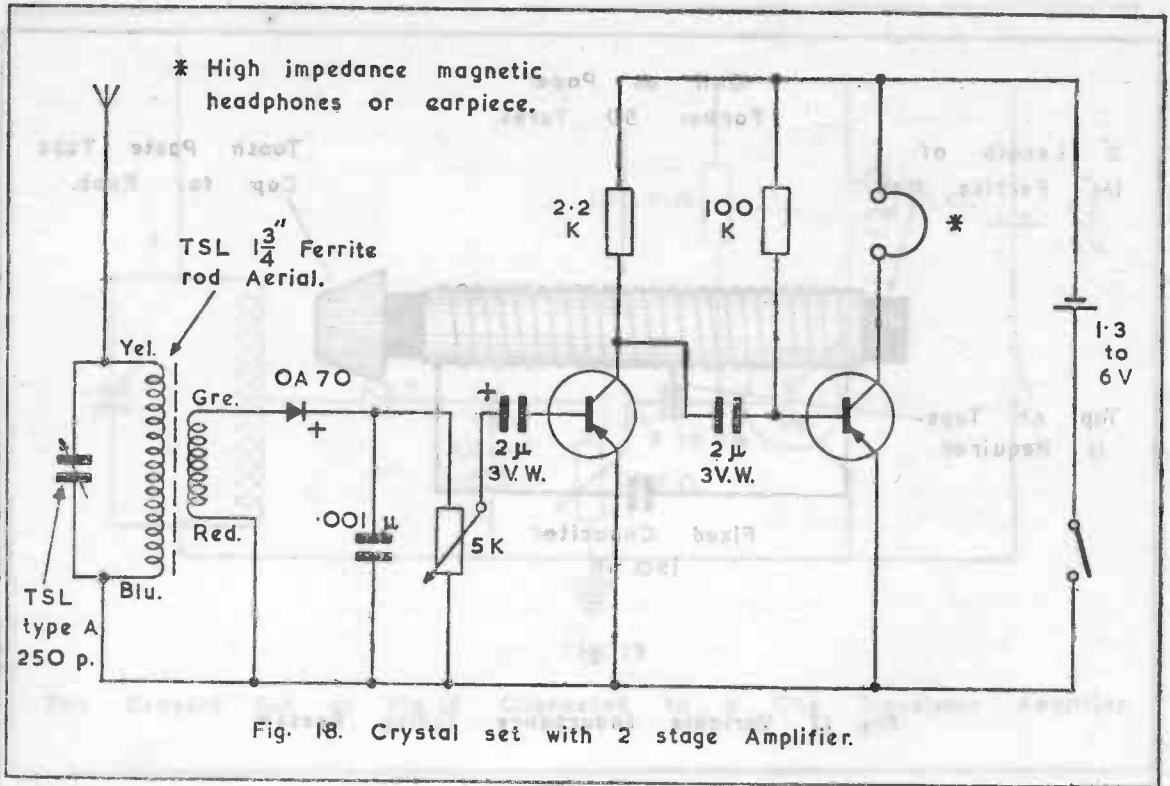 * High impedance magnetic
headphones or earpiece.
TSL 1 3/4" Ferrite
rod Aerial.
Yel.
Gre.
Red.
Blu.
TSL
type A
250 p.
OA 70
+
.001 µ
5K
+
2 µ
3V.W.
2.2
K
2 µ
3V.W.
100
K
*
1.3
to
6V
Fig. 18. Crystal set with 2 stage Amplifier.